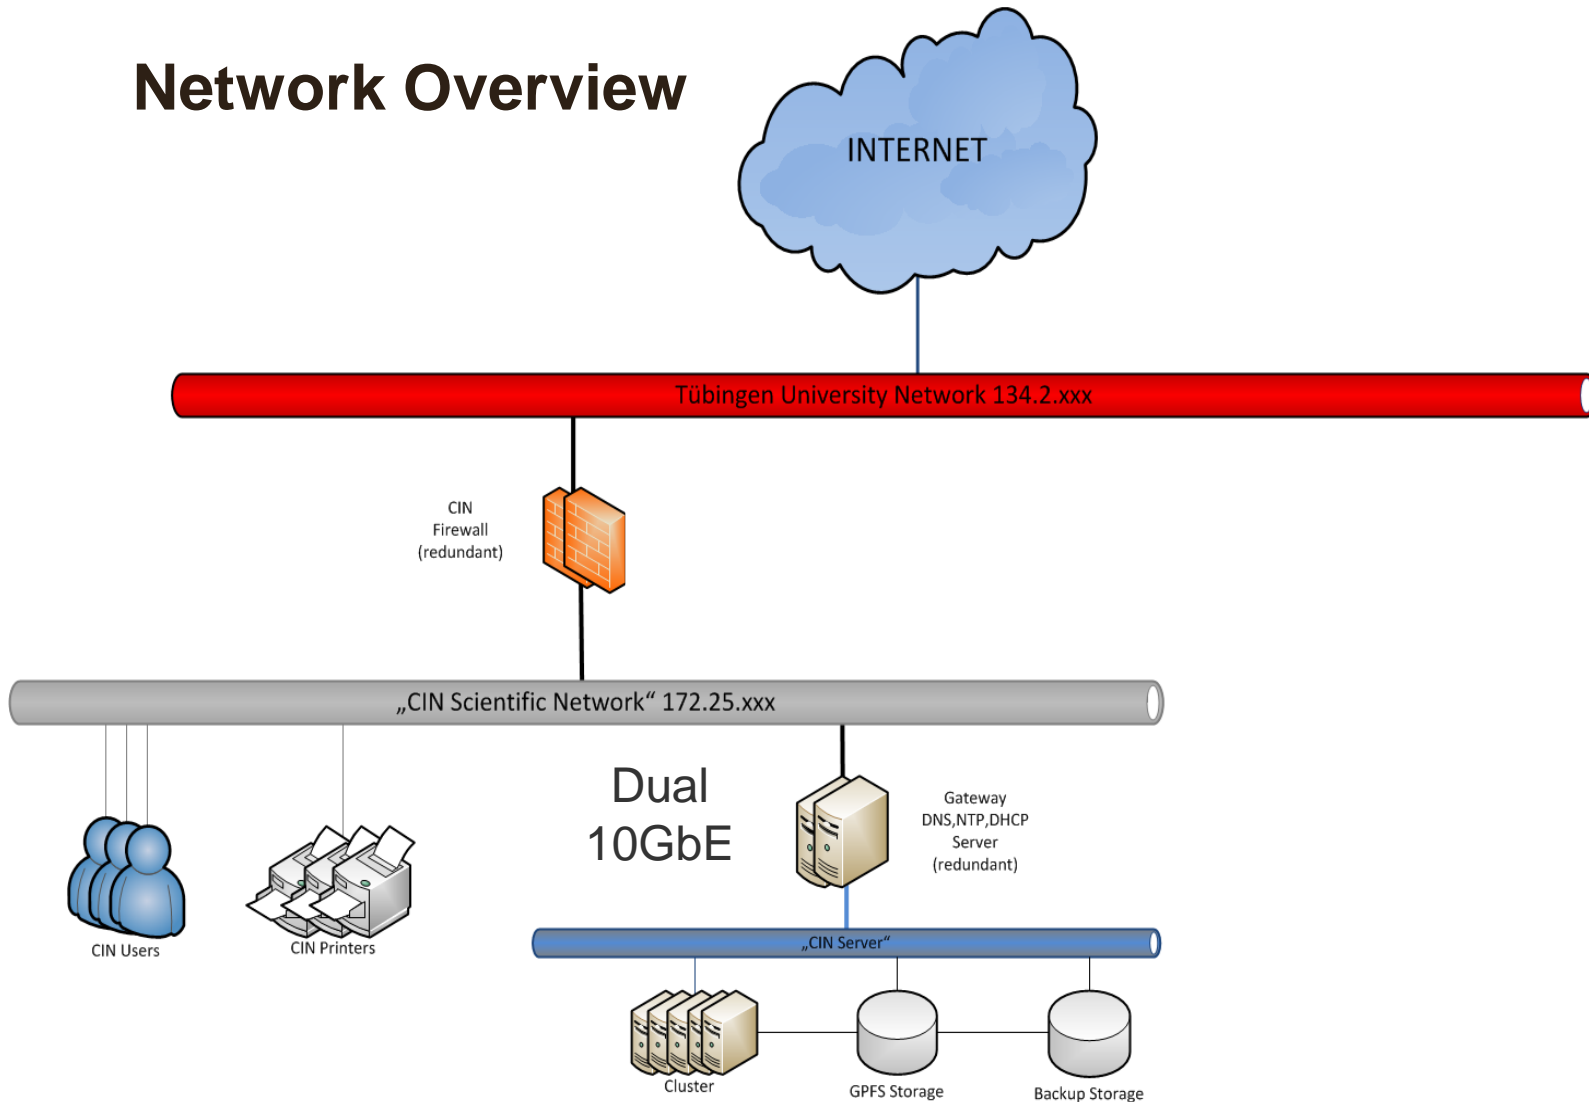 Network Overview
INTERNET
Tübingen University Network 134.2.xxx
CIN
Firewall
(redundant)
„CIN Scientific Network“ 172.25.xxx
Dual
10GbE
Gateway
DNS,NTP,DHCP
Server
(redundant)
CIN Users
CIN Printers
„CIN Server“
Cluster
GPFS Storage
Backup Storage